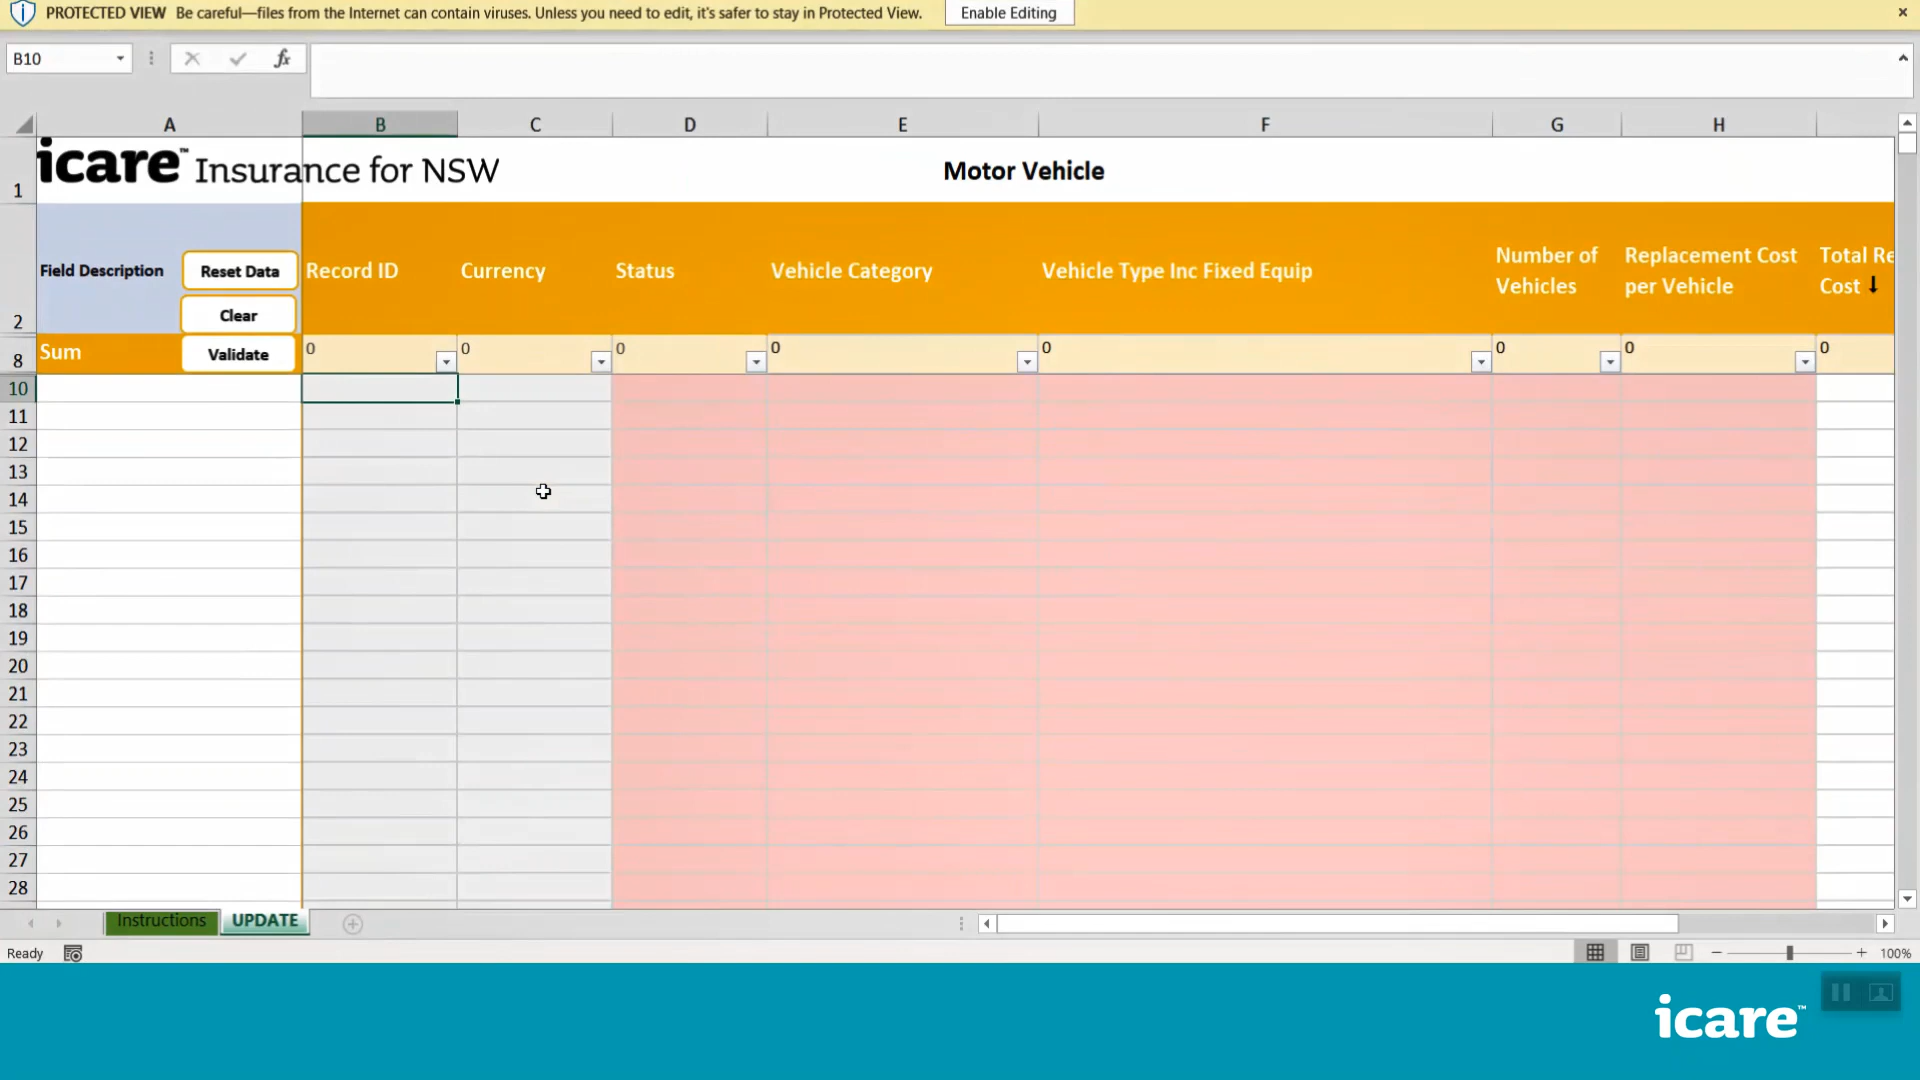 PROTECTED VIEW Be careful—files from the Internet can contain viruses. Unless you need to edit, it's safer to stay in Protected View. Enable Editing
B10 fx
A B C D E F G H
1 icare™ Insurance for NSW Motor Vehicle
Field Description Reset Data Record ID Currency Status Vehicle Category Vehicle Type Inc Fixed Equip Number of Vehicles Replacement Cost per Vehicle Total Re Cost
2 Clear
8 Sum Validate 0 0 0 0 0 0 0 0
10
11
12
13
14
15
16
17
18
19
20
21
22
23
24
25
26
27
28
Instructions UPDATE
Ready 100%
icare™